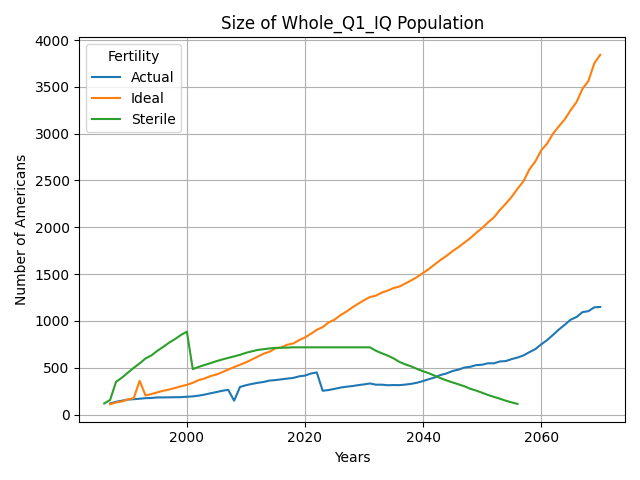 Size of Whole_Q1_IQ Population
Number of Americans
4000
3500
3000
2500
2000
1500
1000
500
0
Fertility
Actual
Ideal
Sterile
2000
2020
2040
2060
Years